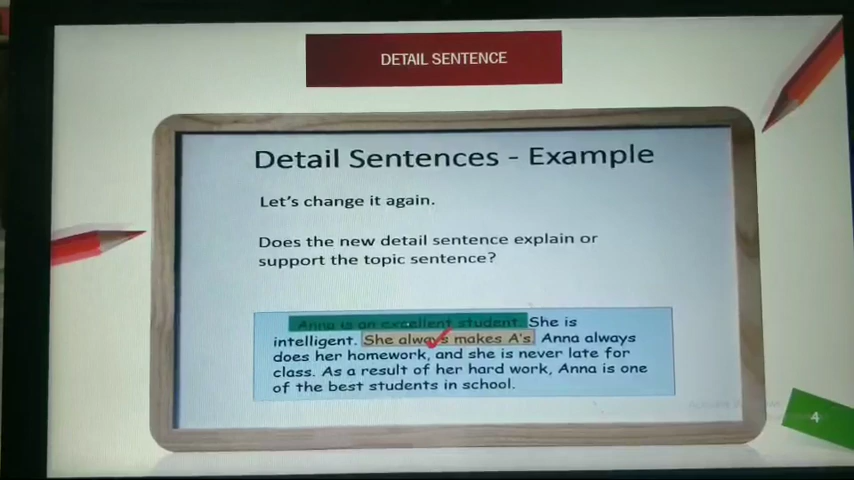 DETAIL SENTENCE
Detail Sentences - Example
Let's change it again.
Does the new detail sentence explain or
support the topic sentence?
Anna is an excellent student. She is
intelligent. She always makes A's. Anna always
does her homework, and she is never late for
class. As a result of her hard work, Anna is one
of the best students in school.
4